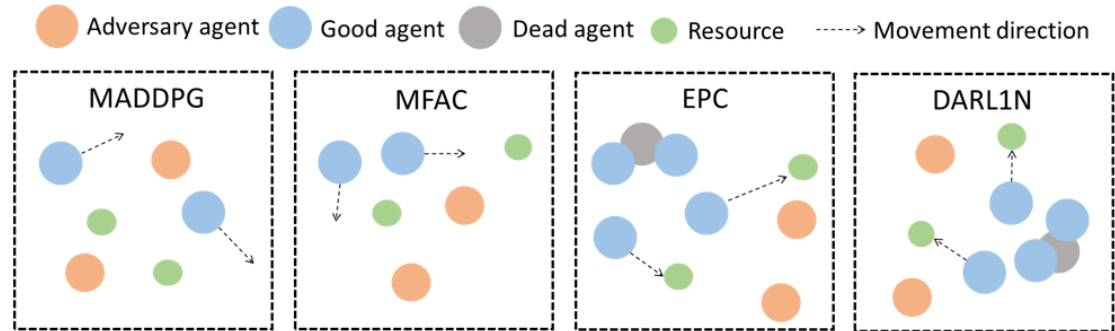 Adversary agent Good agent Dead agent Resource Movement direction
MADDPG MFAC EPC DARL1N